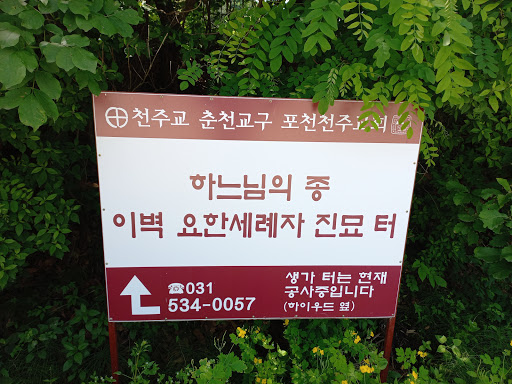 천주교 춘천교구 포천천주교회
하느님의 종
이벽 요한세례자 진묘 터
☎031
534-0057
생가 터는 현재
공사중입니다
(하이우드 옆)